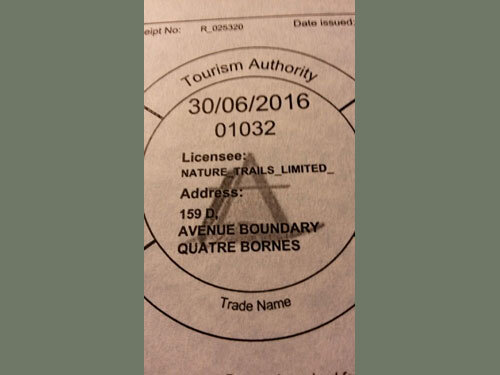 eipt No: R_025320 Date issued:
Tourism Authority
30/06/2016
01032
Licensee:
NATURE_TRAILS_LIMITED_
Address:
159 D,
AVENUE BOUNDARY
QUATRE BORNES
Trade Name